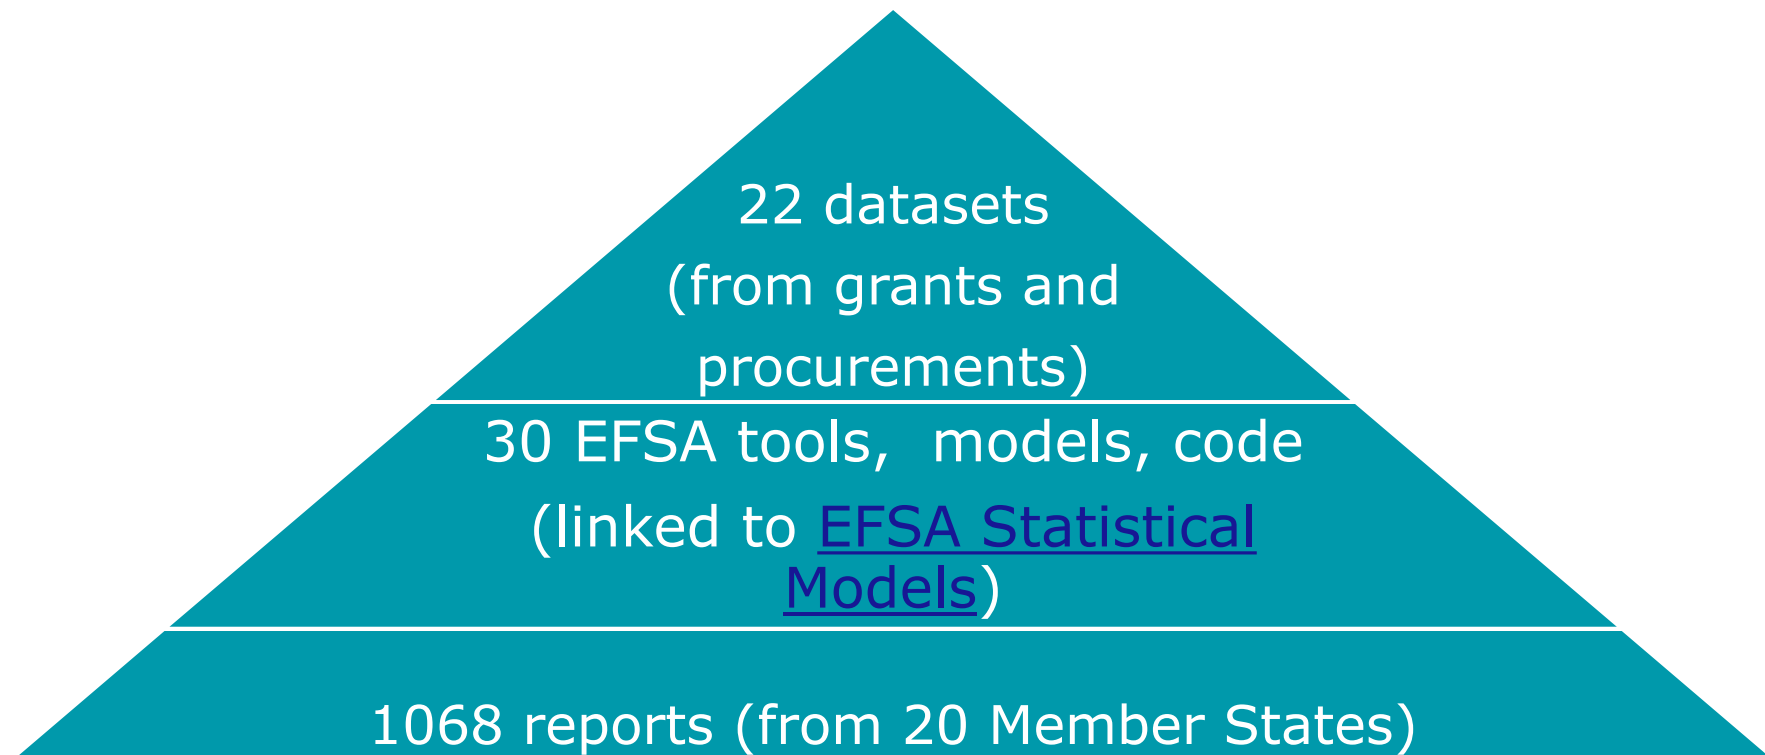 22 datasets
(from grants and
procurements)
30 EFSA tools,  models, code
(linked to EFSA Statistical
Models)
1068 reports (from 20 Member States)